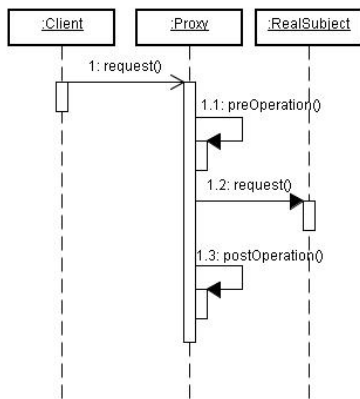 :Client
:Proxy
:RealSubject
1: request()
1.1: preOperation()
1.2: request()
1.3: postOperation()